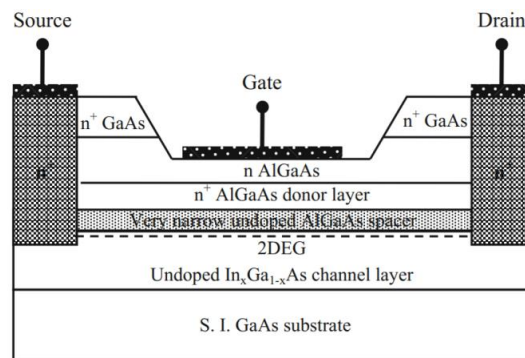 Source
Drain
Gate
n⁺ GaAs
n⁺ GaAs
n⁺
n⁺
n AlGaAs
n⁺ AlGaAs donor layer
Very narrow undoped AlGaAs spacer
2DEG
Undoped InₓGa₁₋ₓAs channel layer
S. I. GaAs substrate